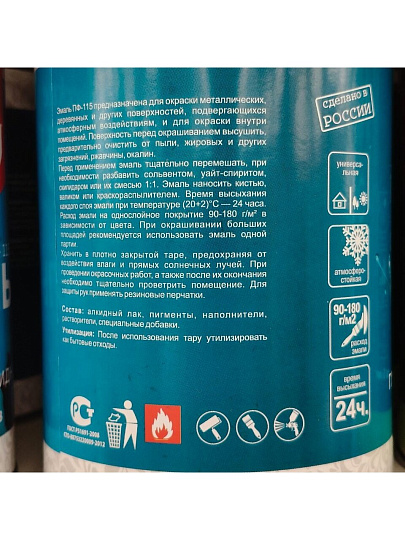 Эмаль ПФ-115 предназначена для окраски металлических,
деревянных и других поверхностей, подвергающихся
атмосферным воздействиям, и для окраски внутри
помещений. Поверхность перед окрашиванием высушить,
предварительно очистить от пыли, жировых и других
загрязнений, ржавчины, окалин.
Перед применением эмаль тщательно перемешать, при
необходимости разбавить сольвентом, уайт-спиритом,
скипидаром или их смесью 1:1. Эмаль наносить кистью,
валиком или краскораспылителем. Время высыхания
каждого слоя эмали при температуре (20±2)°С — 24 часа.
Расход эмали на однослойное покрытие 90-180 г/м² в
зависимости от цвета. При окрашивании больших
площадей рекомендуется использовать эмаль одной
партии.
Хранить в плотно закрытой таре, предохраняя от
воздействия влаги и прямых солнечных лучей. При
проведении окрасочных работ, а также после их окончания
необходимо тщательно проветрить помещение. Для
защиты рук применять резиновые перчатки.
Состав: алкидный лак, пигменты, наполнители,
растворители, специальные добавки.
Утилизация: После использования тару утилизировать
как бытовые отходы.
сделано в
РОССИИ
универса-
льная
атмосферо-
стойкая
90-180
г/м2
расход
эмали
время
высыхания
24ч.